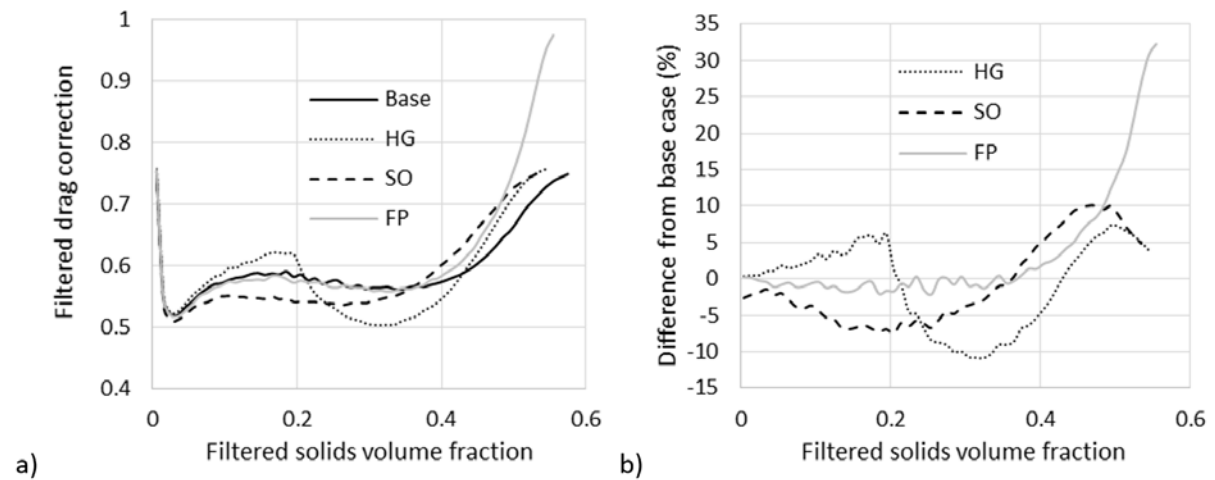 1
0.9
0.8
0.7
0.6
0.5
0.4
Filtered drag correction
Base
HG
SO
FP
0
0.2
0.4
0.6
Filtered solids volume fraction
a)
35
30
25
20
15
10
5
0
-5
-10
-15
Difference from base case (%)
HG
SO
FP
0
0.2
0.4
0.6
Filtered solids volume fraction
b)